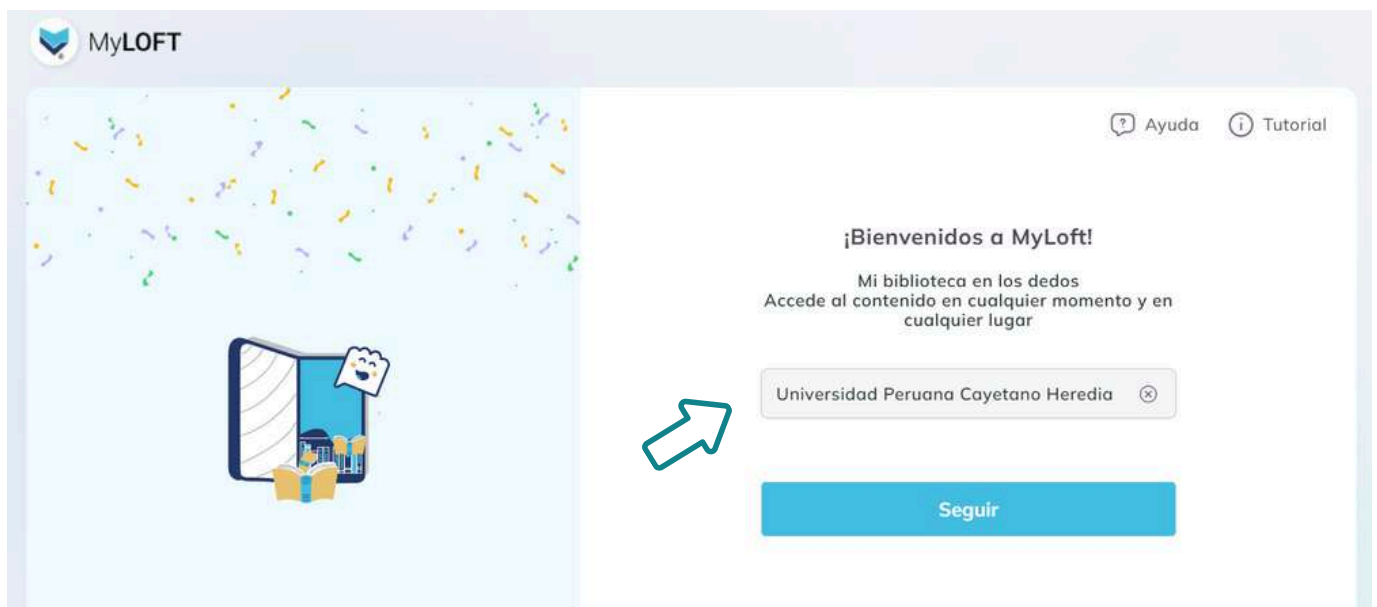 MyLOFT
Ayuda
Tutorial
¡Bienvenidos a MyLoft!
Mi biblioteca en los dedos
Accede al contenido en cualquier momento y en
cualquier lugar
Universidad Peruana Cayetano Heredia
Seguir